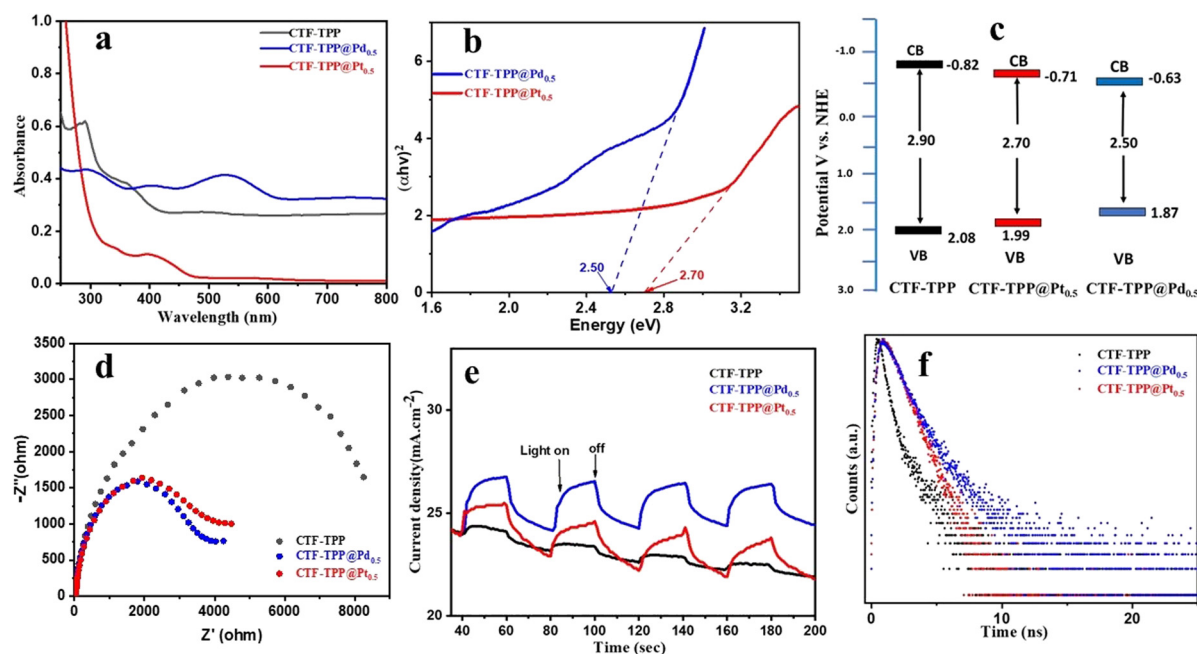 a
CTF-TPP
CTF-TPP@Pd0.5
CTF-TPP@Pt0.5
1.0
0.8
0.6
0.4
0.2
0.0
Absorbance
300 400 500 600 700 800
Wavelength (nm)
b
CTF-TPP@Pd0.5
CTF-TPP@Pt0.5
8
6
4
2
0
(αhv)2
2.50
2.70
1.6 2.0 2.4 2.8 3.2
Energy (eV)
c
-1.0
0.0
1.0
2.0
3.0
Potential V vs. NHE
CB CB CB
-0.82 -0.71 -0.63
2.90 2.70 2.50
2.08 1.99 1.87
VB VB VB
CTF-TPP CTF-TPP@Pt0.5 CTF-TPP@Pd0.5
d
3500
3000
2500
2000
1500
1000
500
0
-Z"(ohm)
CTF-TPP
CTF-TPP@Pd0.5
CTF-TPP@Pt0.5
0 2000 4000 6000 8000
Z' (ohm)
e
CTF-TPP
CTF-TPP@Pd0.5
CTF-TPP@Pt0.5
Light on off
30
25
20
Current density(mA.cm-2)
40 60 80 100 120 140 160 180 200
Time (sec)
f
CTF-TPP
CTF-TPP@Pd0.5
CTF-TPP@Pt0.5
Counts (a.u.)
0 10 20
Time (ns)